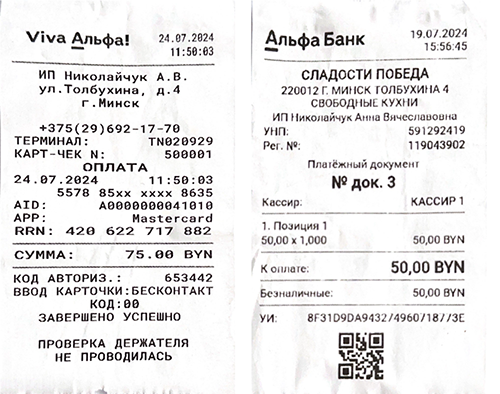 Viva Альфа!
24.07.2024
11:50:03
ИП Николайчук А.В.
ул.Толбухина, д.4
г.Минск
+375(29)692-17-70
ТЕРМИНАЛ: TN020929
КАРТ-ЧЕК N: 500001
ОПЛАТА
24.07.2024 11:50:03
5578 85xx xxxx 8635
AID: A0000000041010
APP: Mastercard
RRN: 420 622 717 882
СУММА: 75.00 BYN
КОД АВТОРИЗ.: 653442
ВВОД КАРТОЧКИ:БЕСКОНТАКТ
КОД:00
ЗАВЕРШЕНО УСПЕШНО
ПРОВЕРКА ДЕРЖАТЕЛЯ
НЕ ПРОВОДИЛАСЬ
Альфа Банк
19.07.2024
15:56:45
СЛАДОСТИ ПОБЕДА
220012 Г. МИНСК ТОЛБУХИНА 4
СВОБОДНЫЕ КУХНИ
ИП Николайчук Анна Вячеславовна
УНП: 591292419
Рег. №: 119043902
Платёжный документ
№ док. 3
Кассир: КАССИР 1
1. Позиция 1
50,00 x 1,000 50,00 BYN
К оплате: 50,00 BYN
Безналичные: 50,00 BYN
УИ: 8F31D9DA9432/4960/18/73E